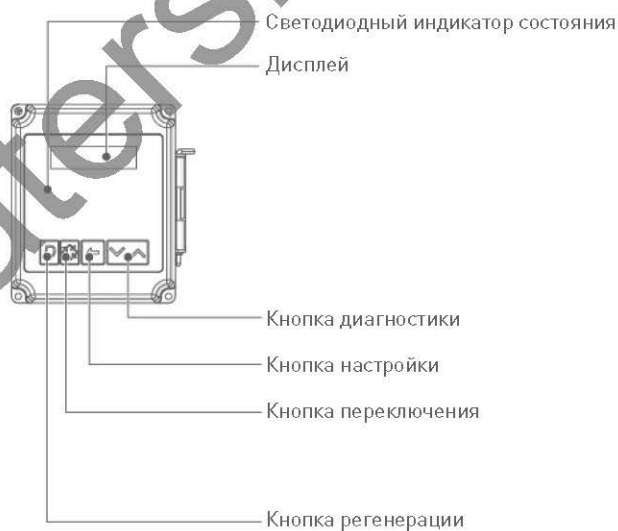 Светодиодный индикатор состояния
Дисплей
Кнопка диагностики
Кнопка настройки
Кнопка переключения
Кнопка регенерации